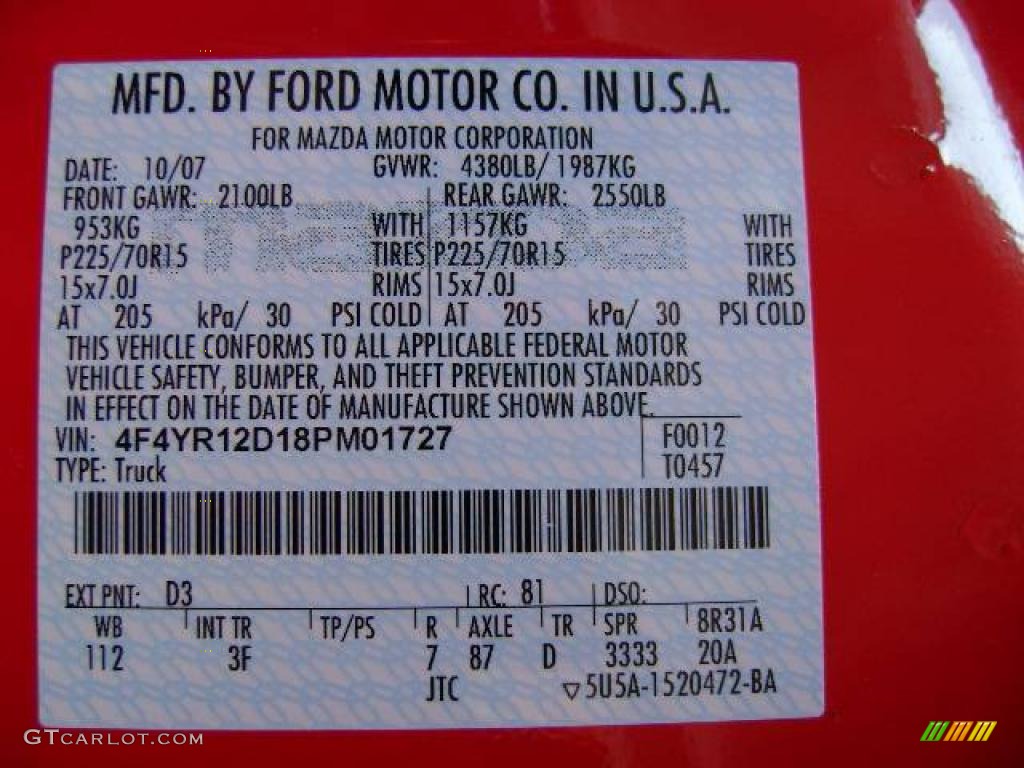 MFD. BY FORD MOTOR CO. IN U.S.A.
FOR MAZDA MOTOR CORPORATION
DATE: 10/07 GVWR: 4380LB/ 1987KG
FRONT GAWR: 2100LB REAR GAWR: 2550LB
953KG WITH 1157KG WITH
P225/70R15 TIRES P225/70R15 TIRES
15x7.0J RIMS 15x7.0J RIMS
AT 205 kPa/ 30 PSI COLD AT 205 kPa/ 30 PSI COLD
THIS VEHICLE CONFORMS TO ALL APPLICABLE FEDERAL MOTOR
VEHICLE SAFETY, BUMPER, AND THEFT PREVENTION STANDARDS
IN EFFECT ON THE DATE OF MANUFACTURE SHOWN ABOVE.
VIN: 4F4YR12D18PM01727 F0012
TYPE: Truck T0457
EXT PNT: D3 RC: 81 DSO:
WB INT TR TP/PS R AXLE TR SPR 8R31A
112 3F 7 87 D 3333 20A
JTC ▽5U5A-1520472-BA
GTCARLOT.COM